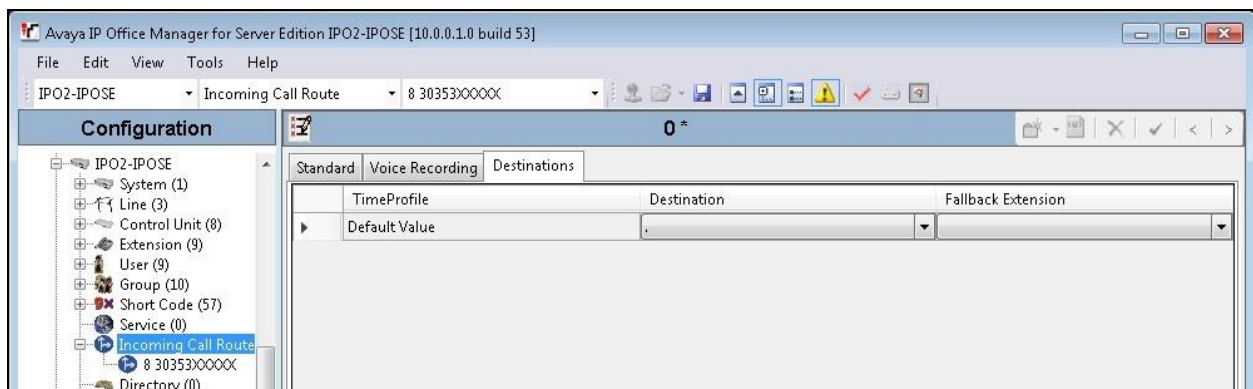 Avaya IP Office Manager for Server Edition IPO2-IPOSE [10.0.0.1.0 build 53]
File Edit View Tools Help
IPO2-IPOSE Incoming Call Route 8 30353XXXXX
Configuration
0 *
IPO2-IPOSE
System (1)
Line (3)
Control Unit (8)
Extension (9)
User (9)
Group (10)
Short Code (57)
Service (0)
Incoming Call Route
8 30353XXXXX
Directory (0)
Standard Voice Recording Destinations
TimeProfile Destination Fallback Extension
Default Value .